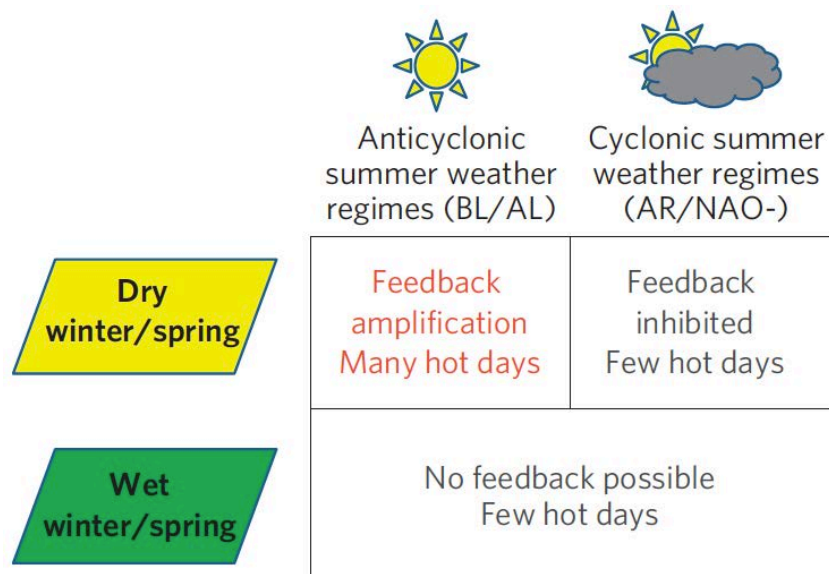 Anticyclonic
summer weather
regimes (BL/AL)
Cyclonic summer
weather regimes
(AR/NAO-)
Dry
winter/spring
Feedback
amplification
Many hot days
Feedback
inhibited
Few hot days
Wet
winter/spring
No feedback possible
Few hot days